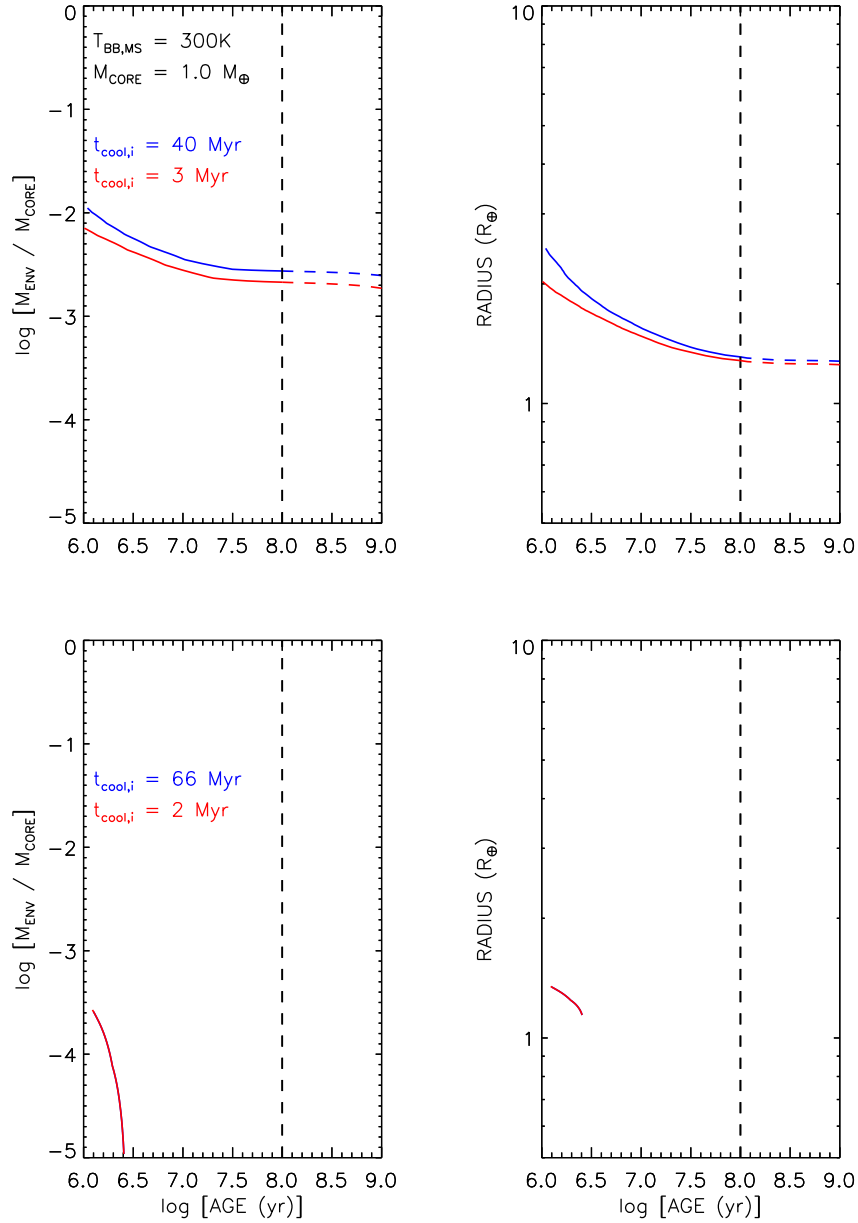 0
T_BB,MS = 300K
M_CORE = 1.0 M_⊕
-1
t_cool,i = 40 Myr
t_cool,i = 3 Myr
-2
-3
-4
-5
log [M_ENV / M_CORE]
6.0 6.5 7.0 7.5 8.0 8.5 9.0
10
1
RADIUS (R_⊕)
6.0 6.5 7.0 7.5 8.0 8.5 9.0
0
-1
t_cool,i = 66 Myr
t_cool,i = 2 Myr
-2
-3
-4
-5
log [M_ENV / M_CORE]
6.0 6.5 7.0 7.5 8.0 8.5 9.0
log [AGE (yr)]
10
1
RADIUS (R_⊕)
6.0 6.5 7.0 7.5 8.0 8.5 9.0
log [AGE (yr)]